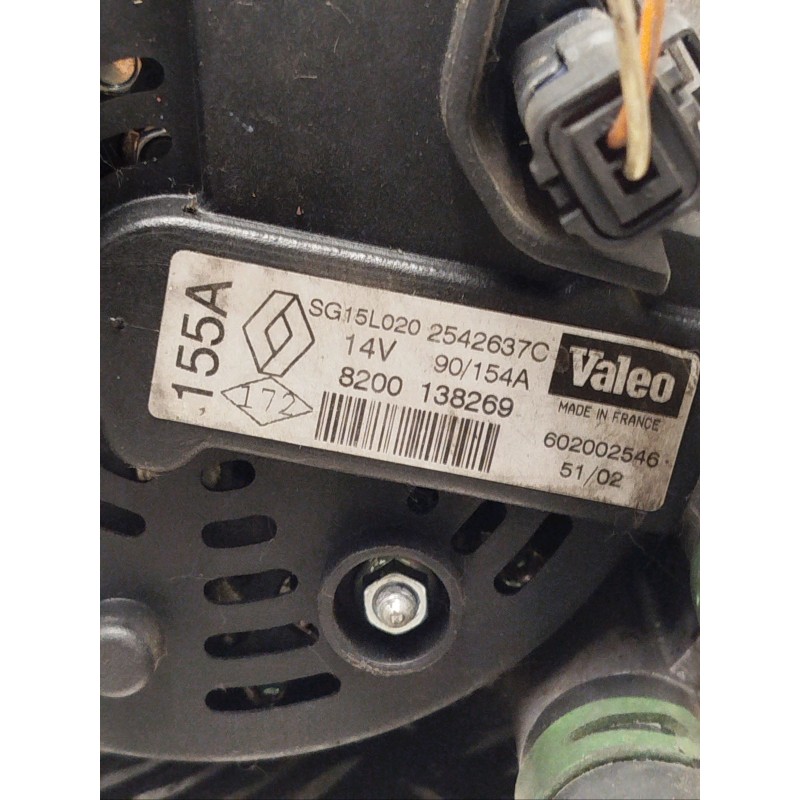 155A
SG15L020 2542637C
14V 90/154A
172
8200 138269
Valeo
MADE IN FRANCE
602002546
51/02